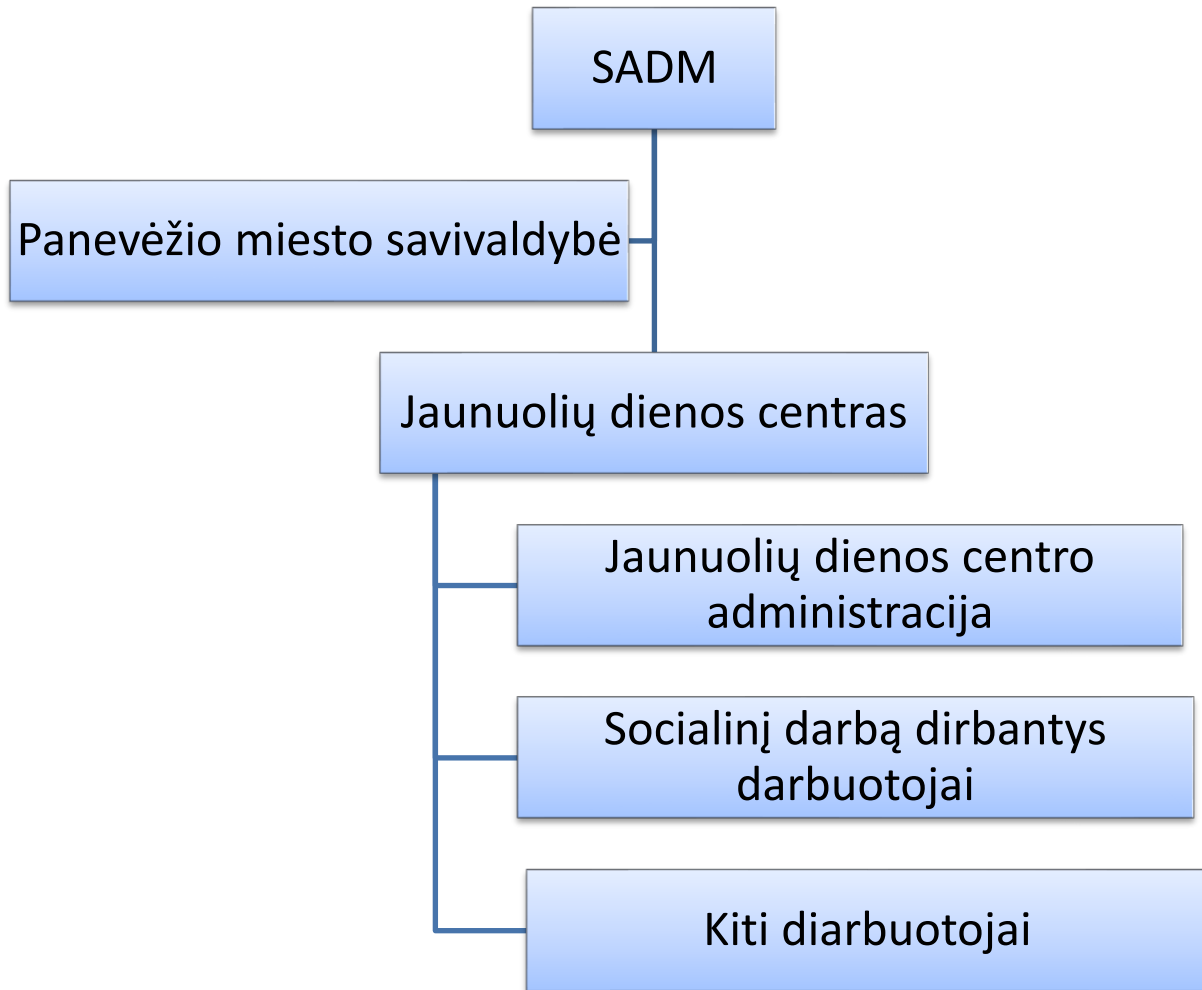 SADM
Panevėžio miesto savivaldybė
Jaunuolių dienos centras
Jaunuolių dienos centro
administracija
Socialinį darbą dirbantys
darbuotojai
Kiti diarbuotojai